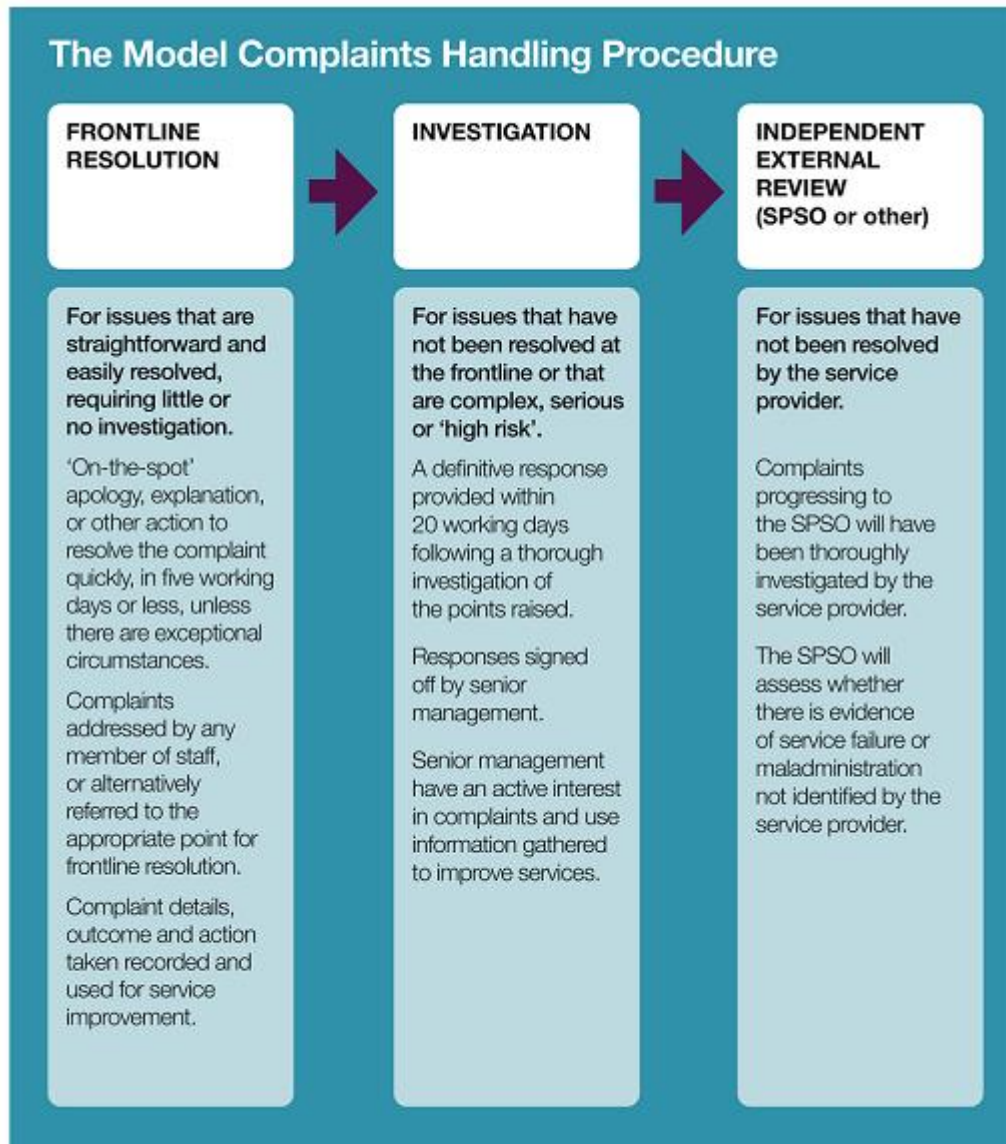 The Model Complaints Handling Procedure
FRONTLINE
RESOLUTION
For issues that are
straightforward and
easily resolved,
requiring little or
no investigation.
‘On-the-spot’
apology, explanation,
or other action to
resolve the complaint
quickly, in five working
days or less, unless
there are exceptional
circumstances.
Complaints
addressed by any
member of staff,
or alternatively
referred to the
appropriate point for
frontline resolution.
Complaint details,
outcome and action
taken recorded and
used for service
improvement.
INVESTIGATION
For issues that have
not been resolved at
the frontline or that
are complex, serious
or ‘high risk’.
A definitive response
provided within
20 working days
following a thorough
investigation of
the points raised.
Responses signed
off by senior
management.
Senior management
have an active interest
in complaints and use
information gathered
to improve services.
INDEPENDENT
EXTERNAL
REVIEW
(SPSO or other)
For issues that have
not been resolved
by the service
provider.
Complaints
progressing to
the SPSO will have
been thoroughly
investigated by the
service provider.
The SPSO will
assess whether
there is evidence
of service failure or
maladministration
not identified by the
service provider.